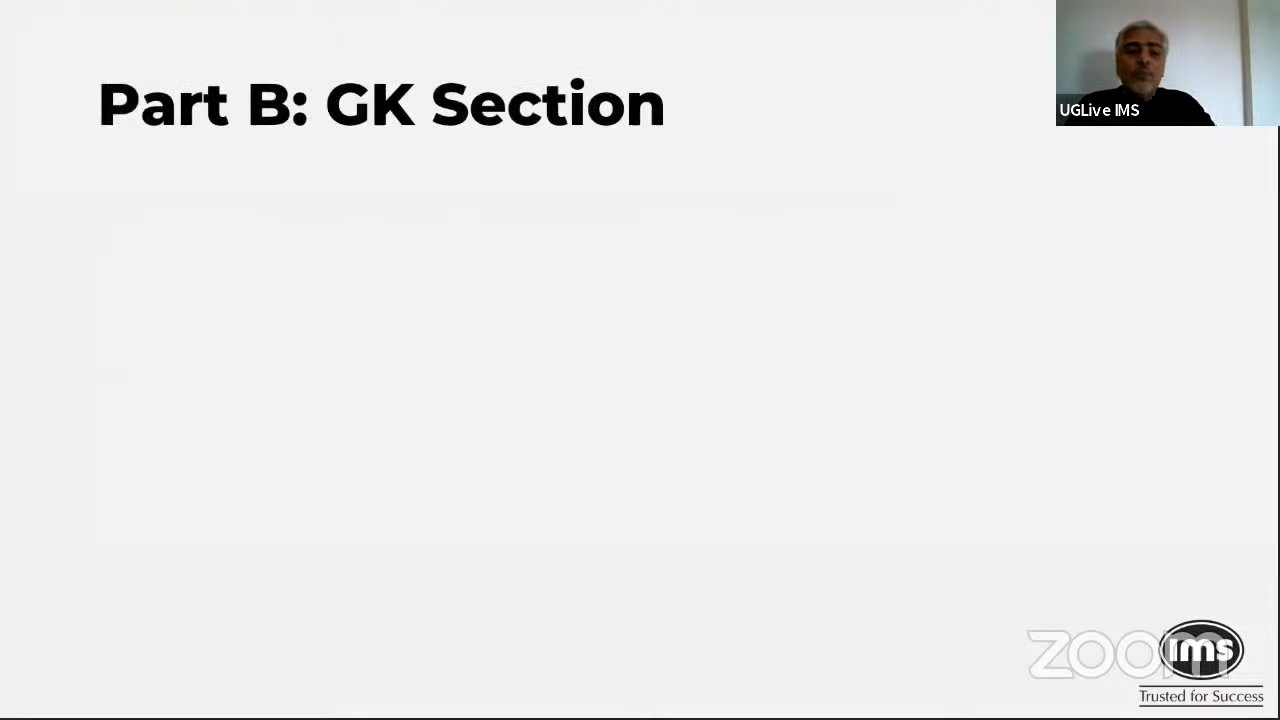 Part B: GK Section
UGLive IMS
zoom
ims
Trusted for Success